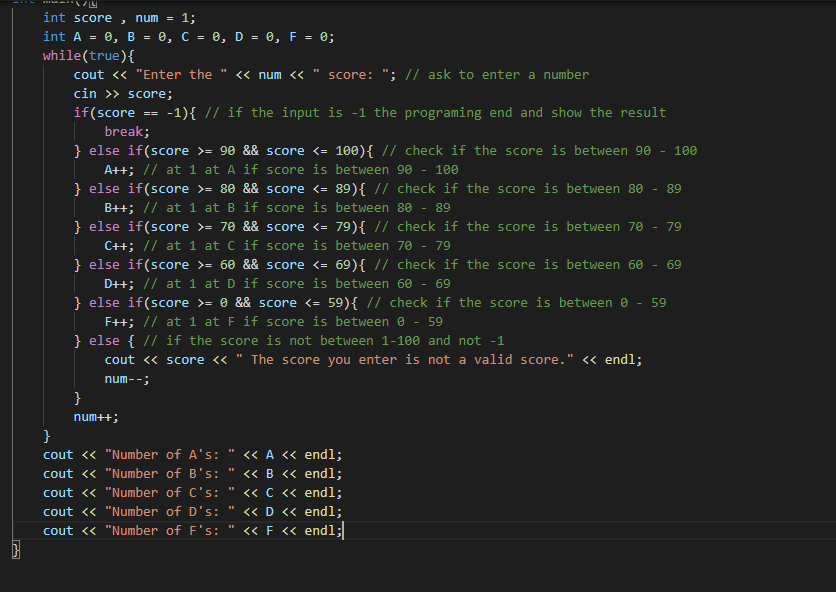 int main(){
    int score , num = 1;
    int A = 0, B = 0, C = 0, D = 0, F = 0;
    while(true){
        cout << "Enter the " << num << " score: "; // ask to enter a number
        cin >> score;
        if(score == -1){ // if the input is -1 the programing end and show the result
            break;
        } else if(score >= 90 && score <= 100){ // check if the score is between 90 - 100
            A++; // at 1 at A if score is between 90 - 100
        } else if(score >= 80 && score <= 89){ // check if the score is between 80 - 89
            B++; // at 1 at B if score is between 80 - 89
        } else if(score >= 70 && score <= 79){ // check if the score is between 70 - 79
            C++; // at 1 at C if score is between 70 - 79
        } else if(score >= 60 && score <= 69){ // check if the score is between 60 - 69
            D++; // at 1 at D if score is between 60 - 69
        } else if(score >= 0 && score <= 59){ // check if the score is between 0 - 59
            F++; // at 1 at F if score is between 0 - 59
        } else { // if the score is not between 1-100 and not -1
            cout << score << " The score you enter is not a valid score." << endl;
            num--;
        }
        num++;
    }
    cout << "Number of A's: " << A << endl;
    cout << "Number of B's: " << B << endl;
    cout << "Number of C's: " << C << endl;
    cout << "Number of D's: " << D << endl;
    cout << "Number of F's: " << F << endl;
}